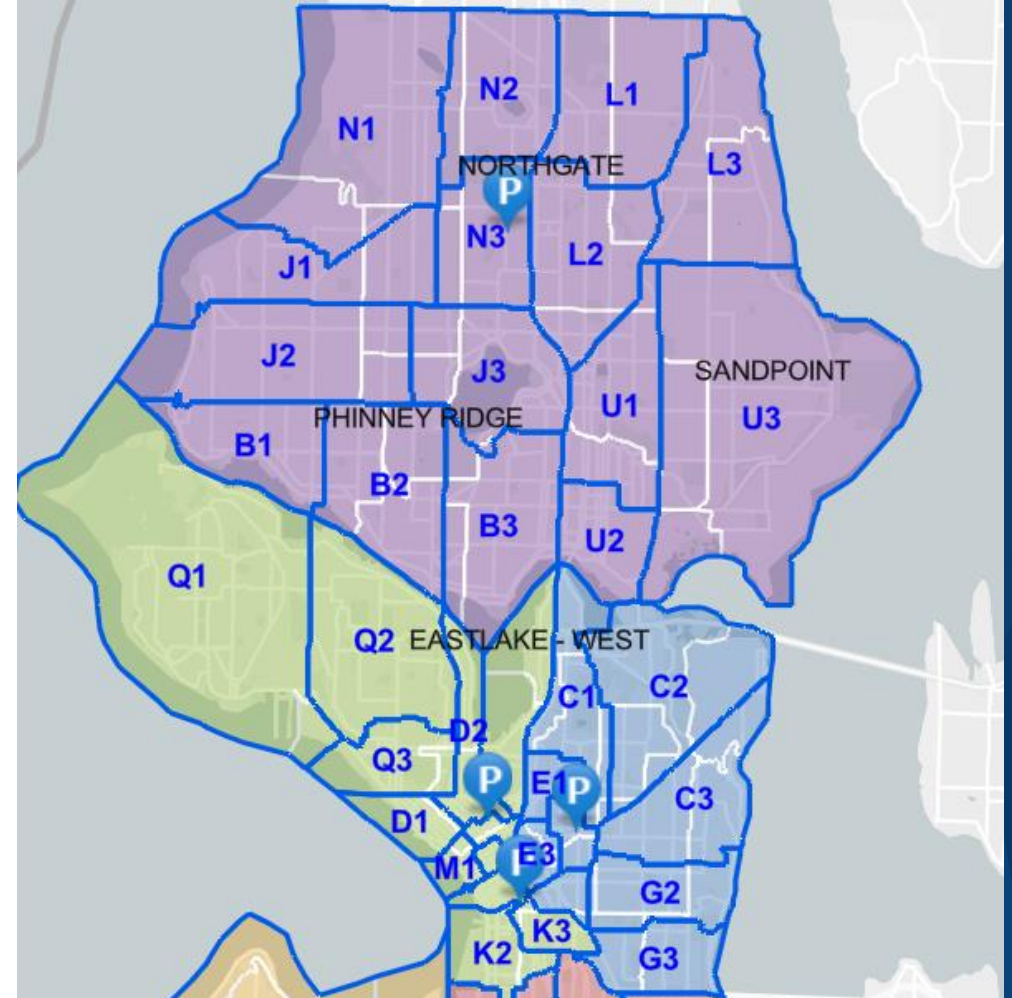 N2
L1
N1
NORTHGATE
L3
P
N3
L2
J1
J2
J3
SANDPOINT
U1
U3
PHINNEY RIDGE
B1
B2
B3
U2
Q1
Q2
EASTLAKE - WEST
C1
C2
D2
Q3
P
E1
P
C3
D1
E3
M1
P
G2
K3
K2
G3